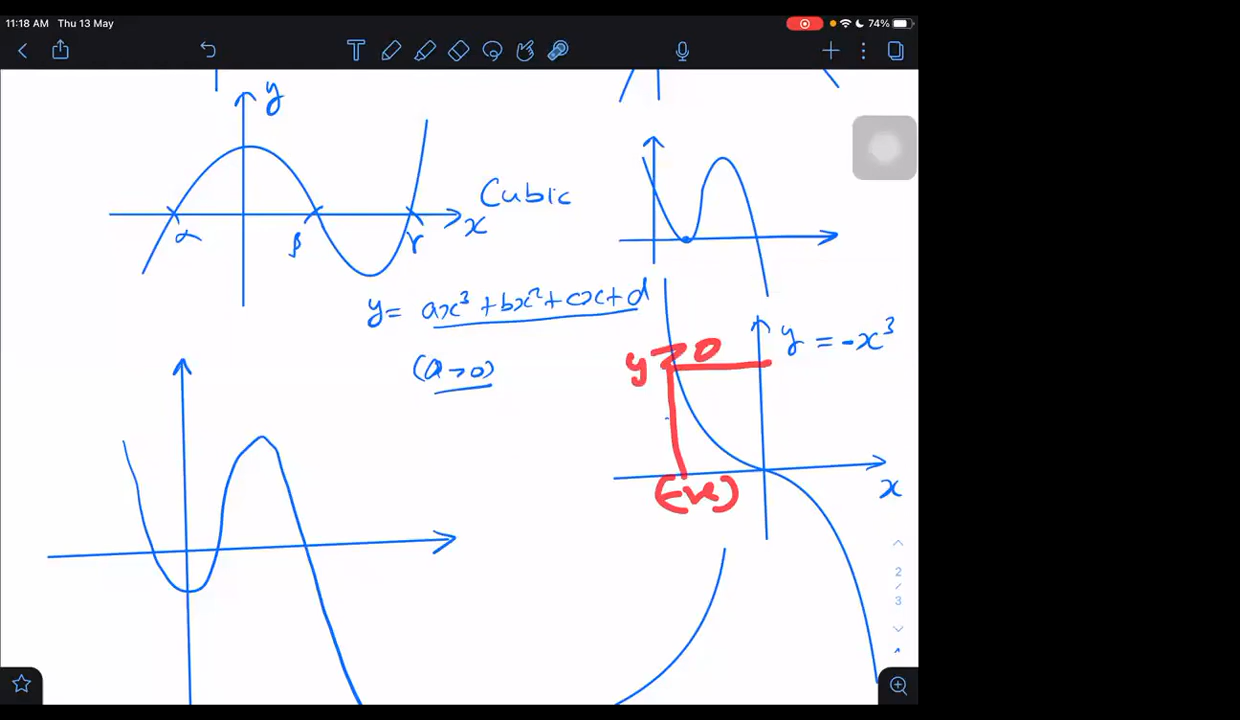 11:18 AM Thu 13 May
74%
T
y
Cubic
x
α
β
γ
y = ax³ + bx² + cx + d
(a > 0)
y = -x³
y > 0
(-ve)
x
2
/
3